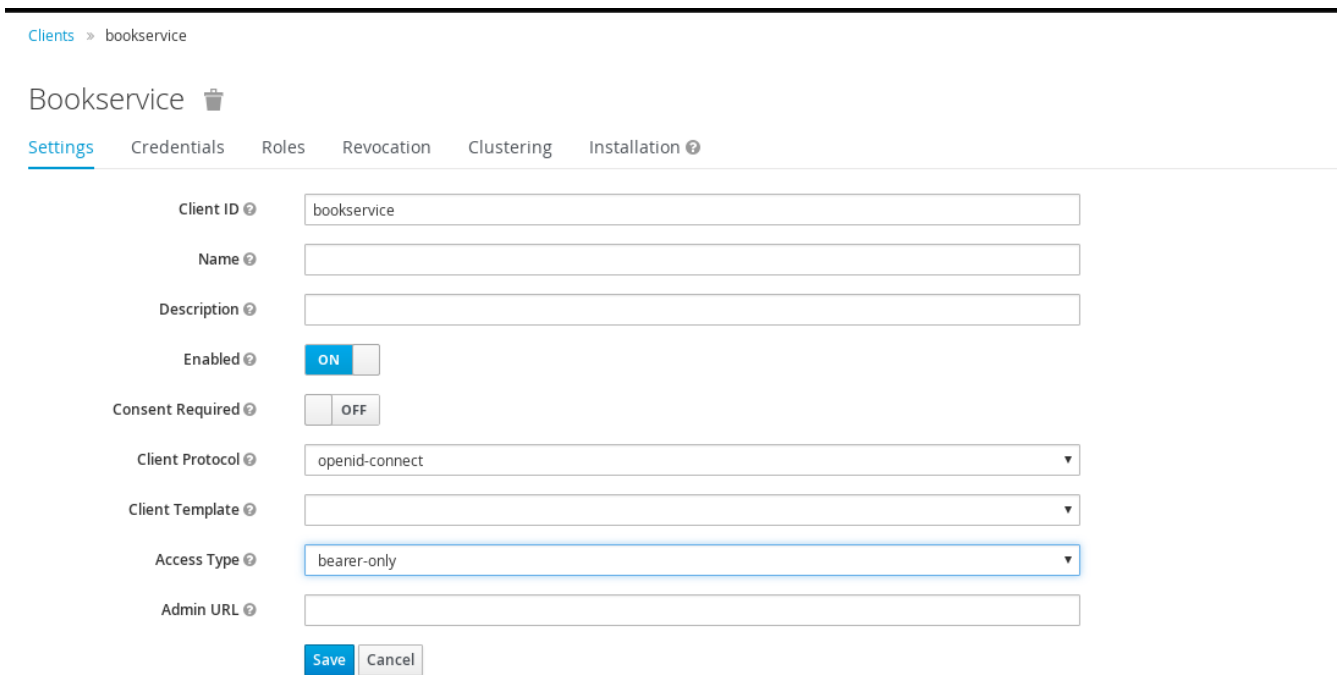 Clients » bookservice
Bookservice
Settings Credentials Roles Revocation Clustering Installation
Client ID bookservice
Name
Description
Enabled ON
Consent Required OFF
Client Protocol openid-connect
Client Template
Access Type bearer-only
Admin URL
Save Cancel